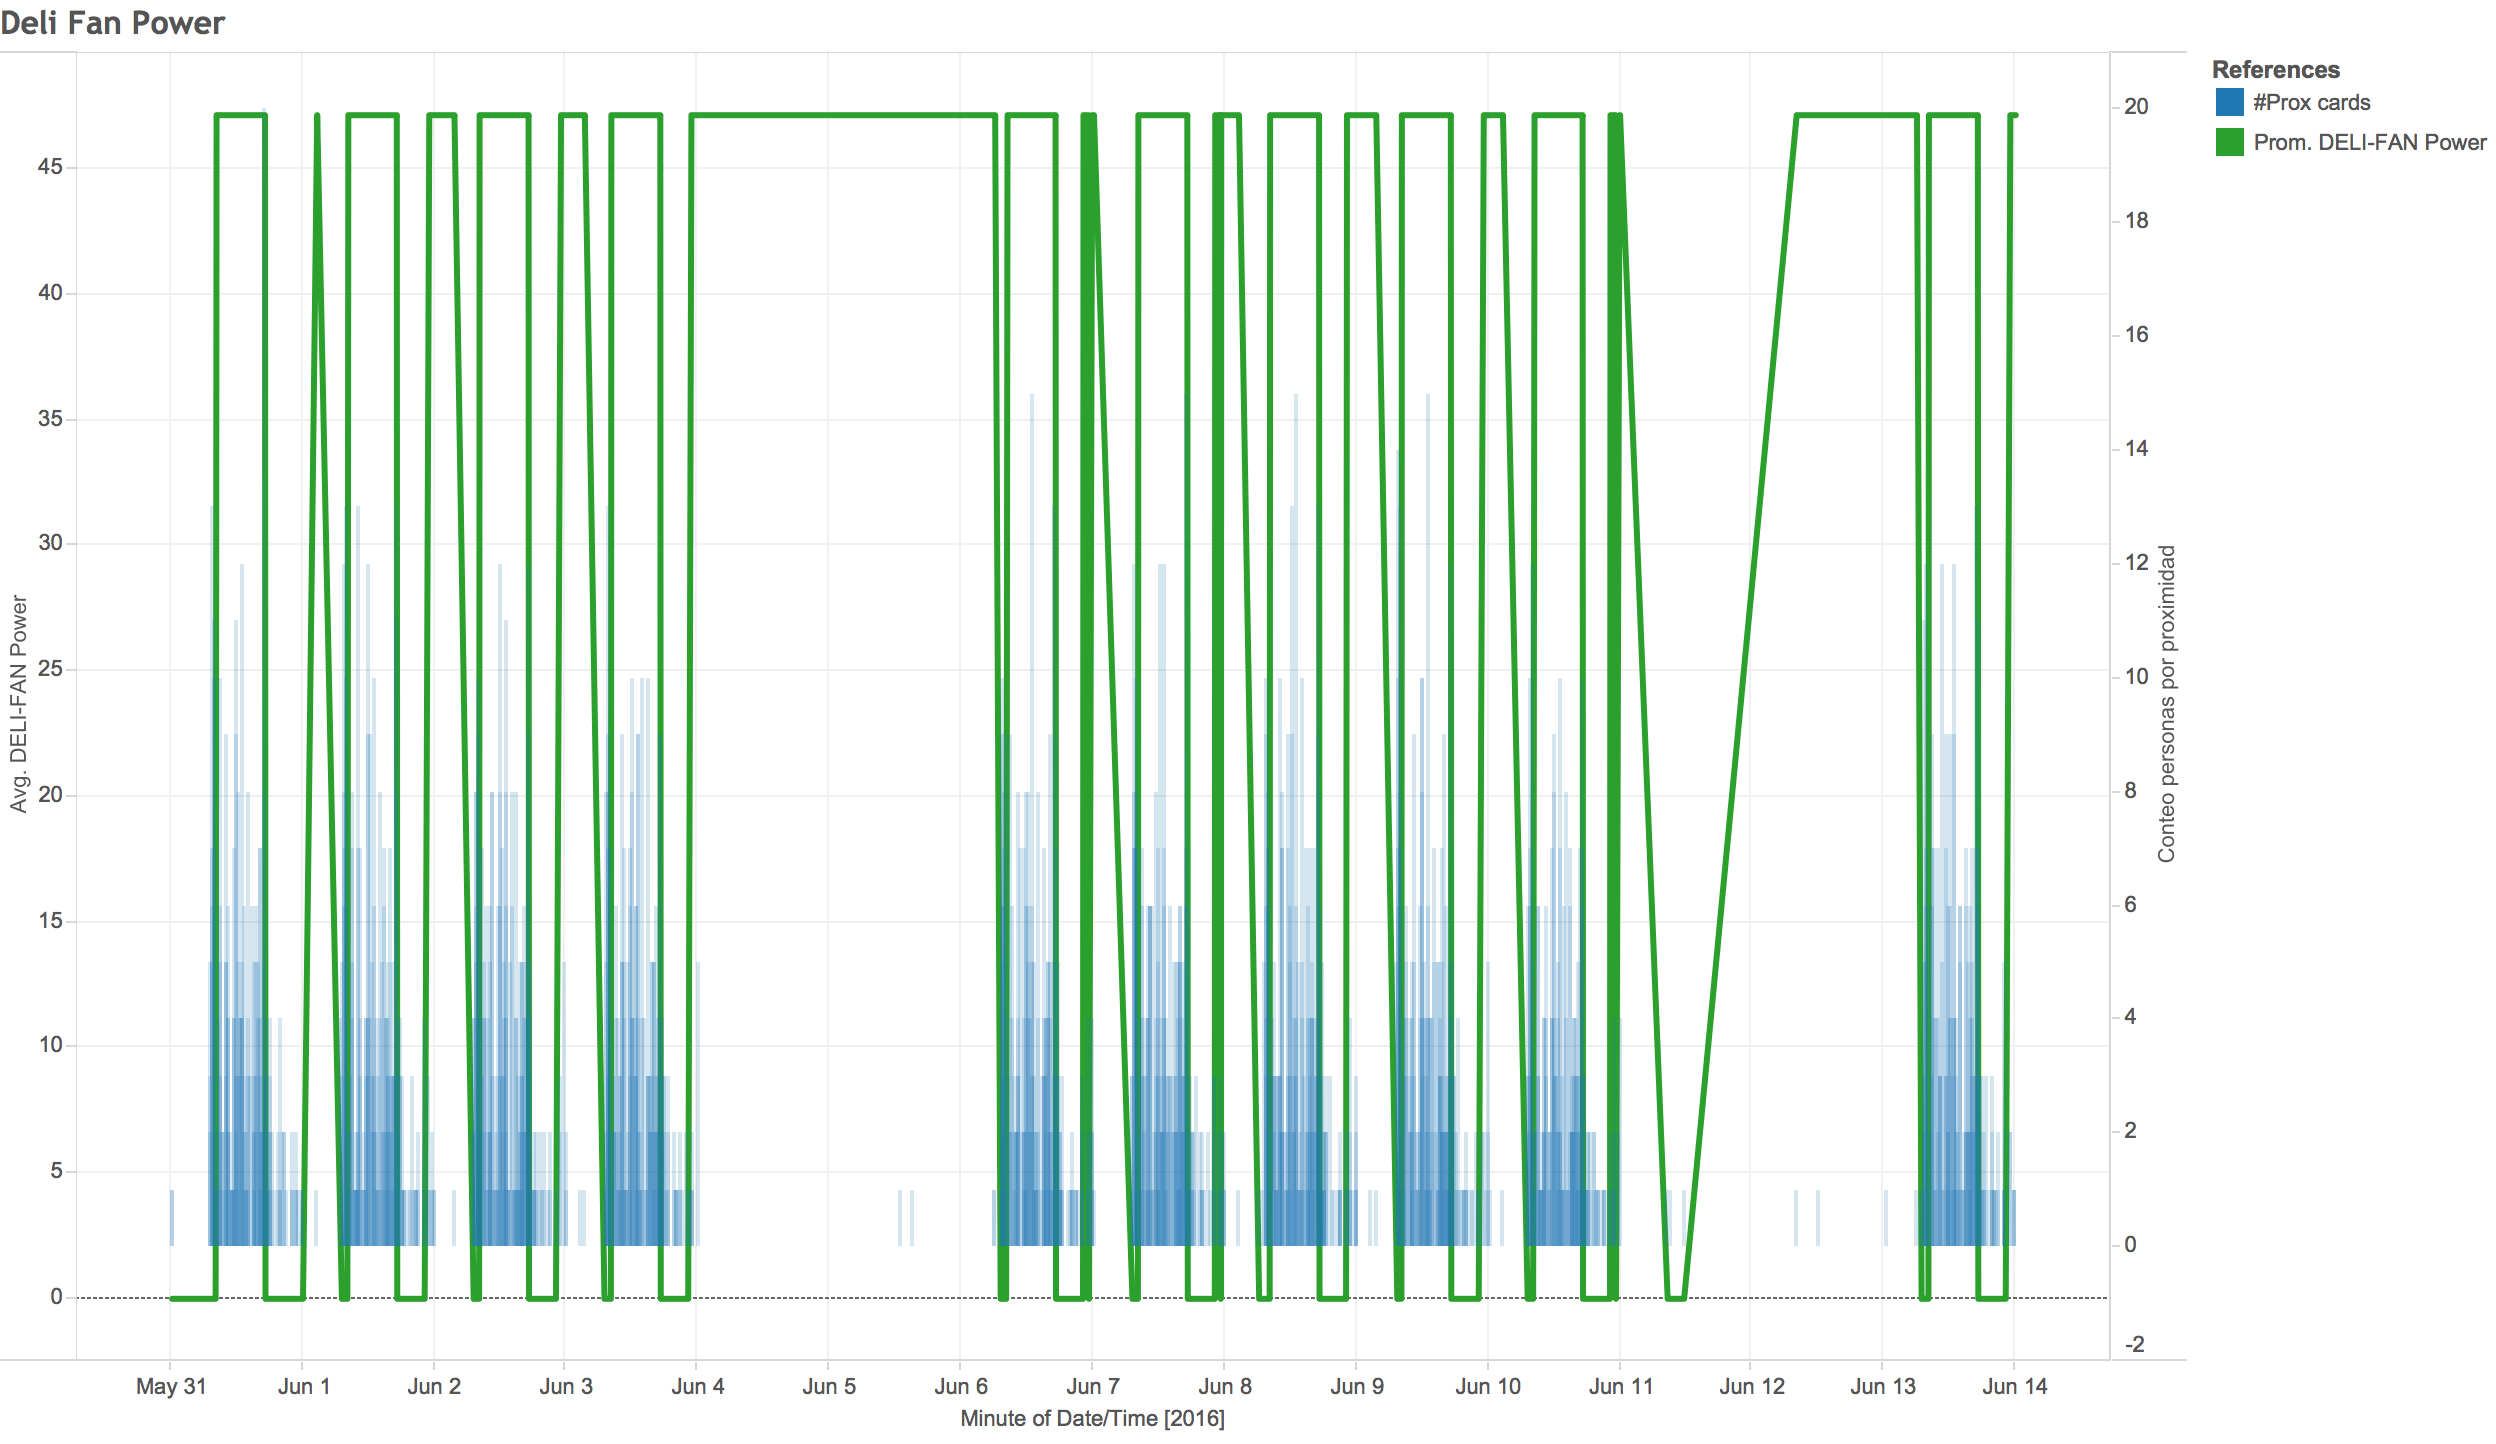 Deli Fan Power
References
#Prox cards
Prom. DELI-FAN Power
Avg. DELI-FAN Power
45
40
35
30
25
20
15
10
5
0
20
18
16
14
12
10
8
6
4
2
0
-2
Conteo personas por proximidad
May 31 Jun 1 Jun 2 Jun 3 Jun 4 Jun 5 Jun 6 Jun 7 Jun 8 Jun 9 Jun 10 Jun 11 Jun 12 Jun 13 Jun 14
Minute of Date/Time [2016]